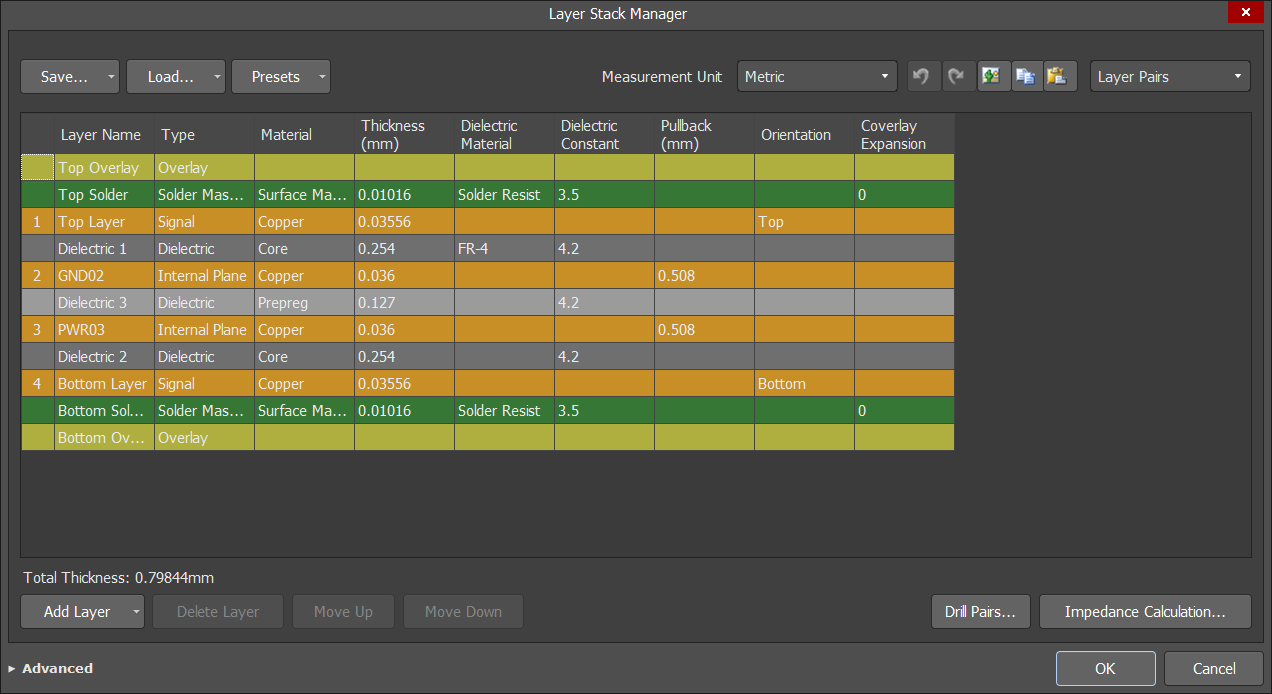 Layer Stack Manager
Save... Load... Presets Measurement Unit Metric Layer Pairs
Layer Name Type Material Thickness (mm) Dielectric Material Dielectric Constant Pullback (mm) Orientation Coverlay Expansion
Top Overlay Overlay
Top Solder Solder Mas... Surface Ma... 0.01016 Solder Resist 3.5 0
1 Top Layer Signal Copper 0.03556 Top
Dielectric 1 Dielectric Core 0.254 FR-4 4.2
2 GND02 Internal Plane Copper 0.036 0.508
Dielectric 3 Dielectric Prepreg 0.127 4.2
3 PWR03 Internal Plane Copper 0.036 0.508
Dielectric 2 Dielectric Core 0.254 4.2
4 Bottom Layer Signal Copper 0.03556 Bottom
Bottom Sol... Solder Mas... Surface Ma... 0.01016 Solder Resist 3.5 0
Bottom Ov... Overlay
Total Thickness: 0.79844mm
Add Layer Delete Layer Move Up Move Down Drill Pairs... Impedance Calculation...
Advanced OK Cancel